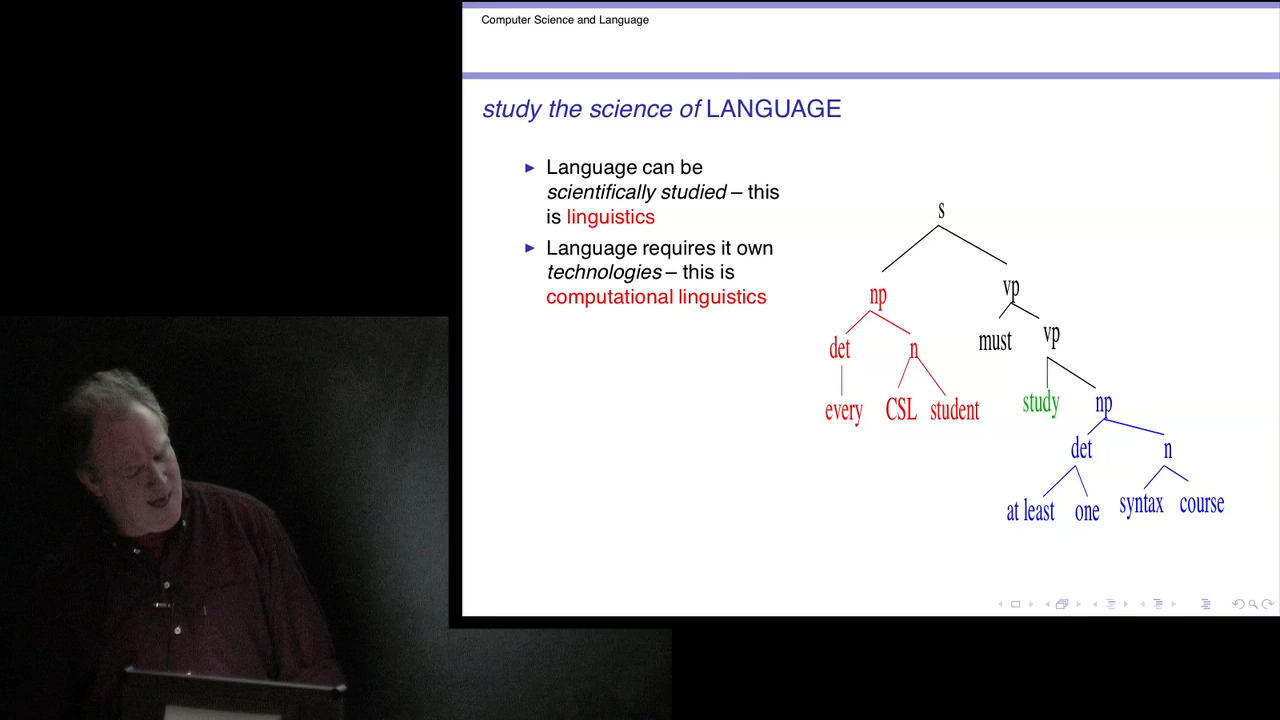 Computer Science and Language
study the science of LANGUAGE
Language can be
scientifically studied – this
is linguistics
Language requires it own
technologies – this is
computational linguistics
s
np vp
det n must vp
every CSL student study np
det n
at least one syntax course